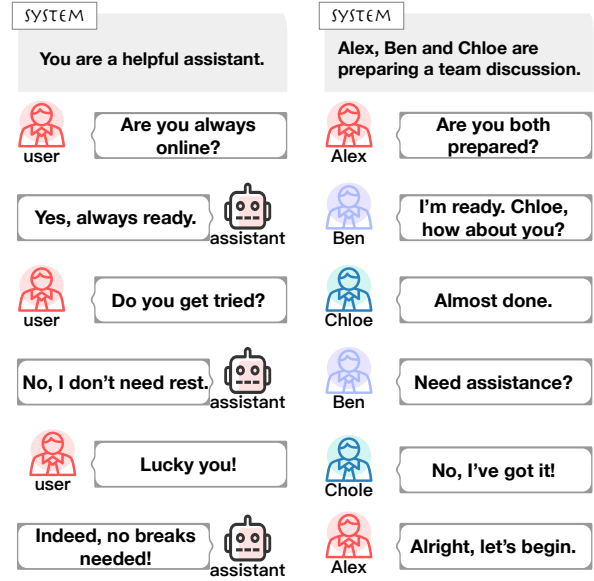 SYSTEM
You are a helpful assistant.
Are you always
online?
user
Yes, always ready.
assistant
Do you get tried?
user
No, I don't need rest.
assistant
Lucky you!
user
Indeed, no breaks
needed!
assistant
SYSTEM
Alex, Ben and Chloe are
preparing a team discussion.
Are you both
prepared?
Alex
I'm ready. Chloe,
how about you?
Ben
Almost done.
Chloe
Need assistance?
Ben
No, I've got it!
Chole
Alright, let's begin.
Alex